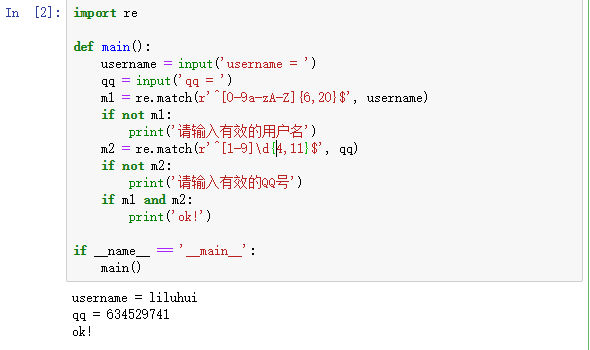 In [2]: import re
def main():
username = input('username = ')
qq = input('qq = ')
m1 = re.match(r'^[0-9a-zA-Z]{6,20}$', username)
if not m1:
print('请输入有效的用户名')
m2 = re.match(r'^[1-9]\d{4,11}$', qq)
if not m2:
print('请输入有效的QQ号')
if m1 and m2:
print('ok!')
if __name__ == '__main__':
main()
username = liluhui
qq = 634529741
ok!